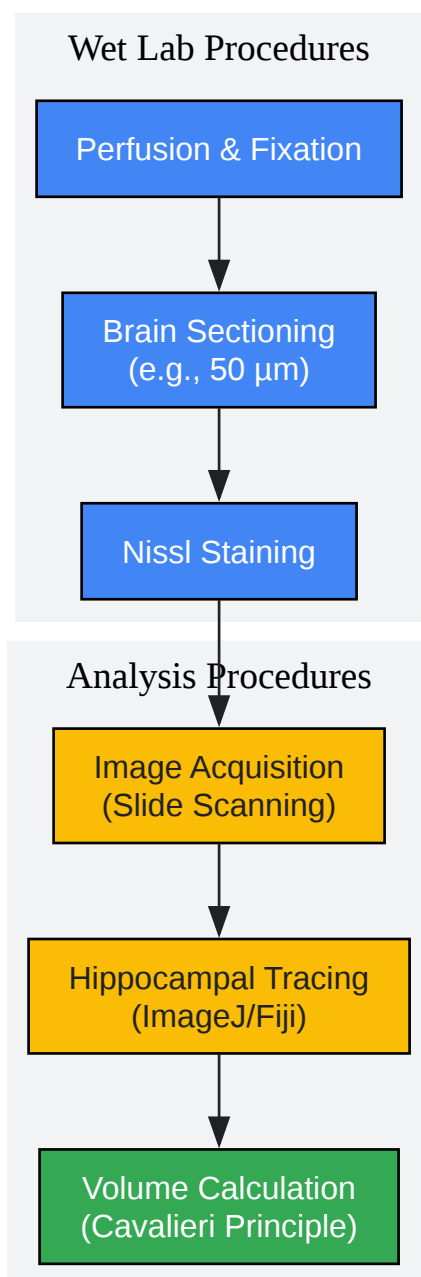 Wet Lab Procedures
Perfusion & Fixation
Brain Sectioning
(e.g., 50 µm)
Nissl Staining
Analysis Procedures
Image Acquisition
(Slide Scanning)
Hippocampal Tracing
(ImageJ/Fiji)
Volume Calculation
(Cavalieri Principle)